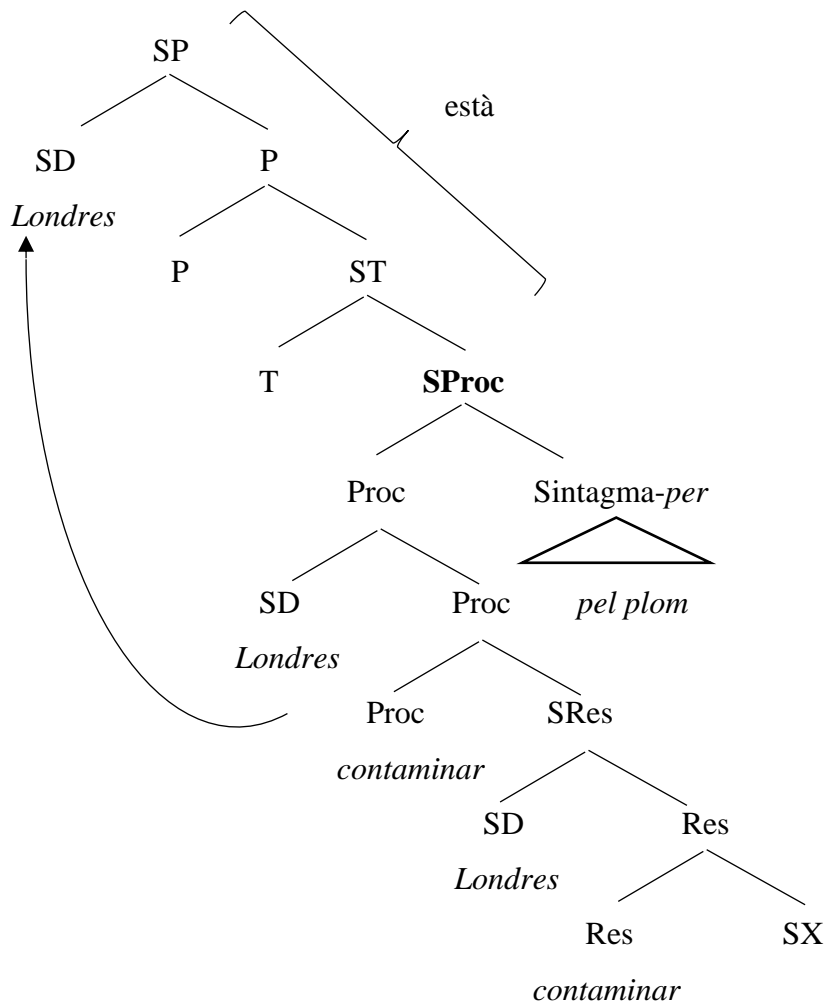 SP
està
SD P
Londres
P ST
T SProc
Proc Sintagma-per
SD Proc pel plom
Londres
Proc SRes
contaminar
SD Res
Londres
Res SX
contaminar